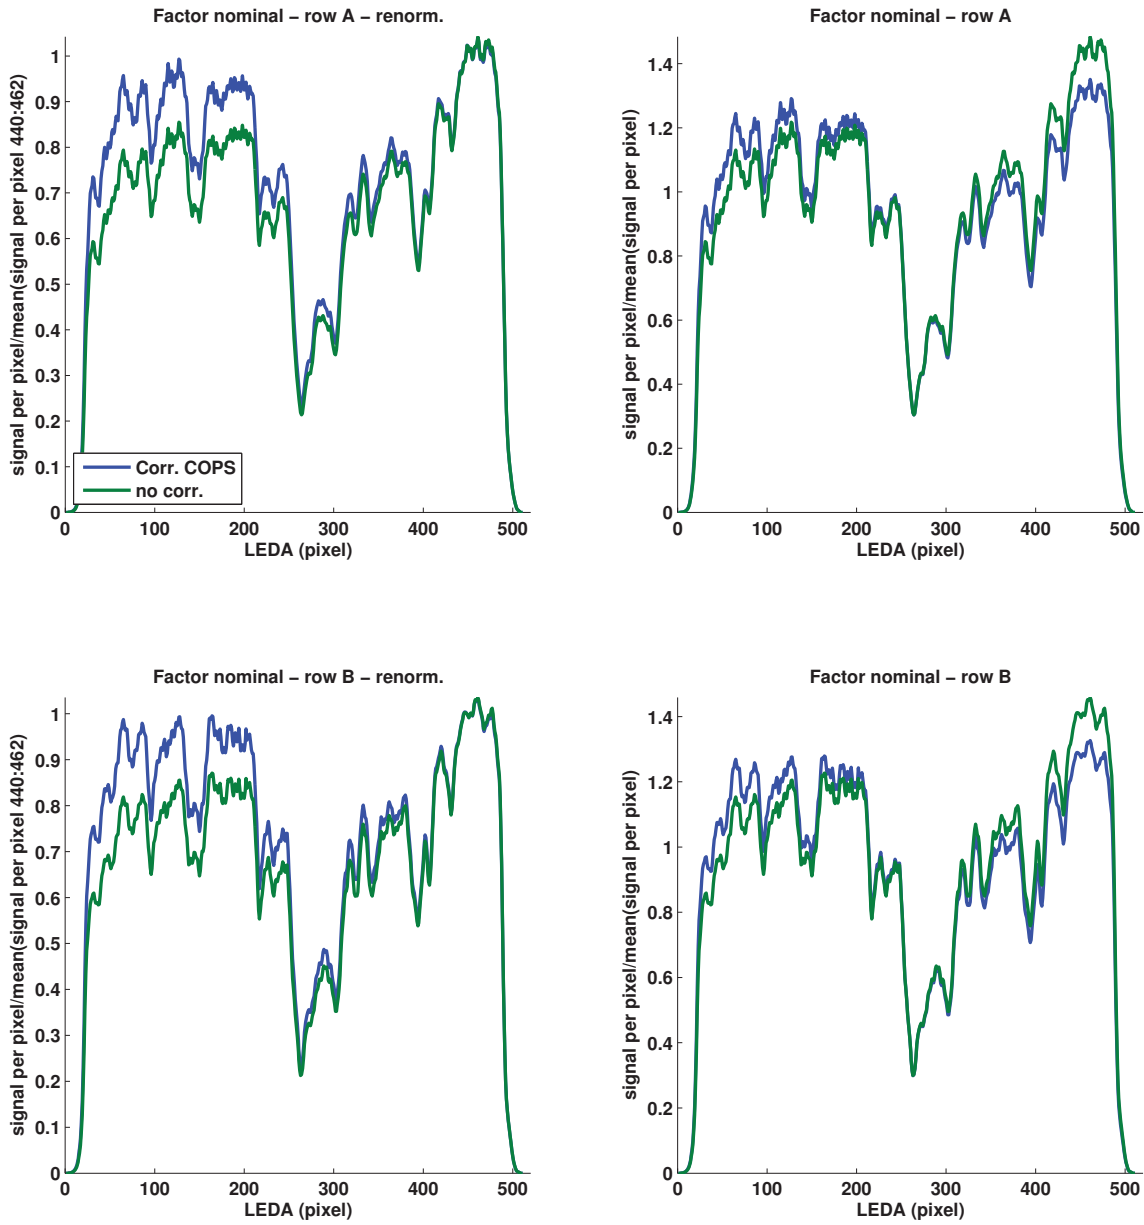 Factor nominal − row A − renorm.
signal per pixel/mean(signal per pixel 440:462)
1
0.9
0.8
0.7
0.6
0.5
0.4
0.3
0.2
0.1
0
Corr. COPS
no corr.
0 100 200 300 400 500
LEDA (pixel)
Factor nominal − row A
signal per pixel/mean(signal per pixel)
1.4
1.2
1
0.8
0.6
0.4
0.2
0
0 100 200 300 400 500
LEDA (pixel)
Factor nominal − row B − renorm.
signal per pixel/mean(signal per pixel 440:462)
1
0.9
0.8
0.7
0.6
0.5
0.4
0.3
0.2
0.1
0
0 100 200 300 400 500
LEDA (pixel)
Factor nominal − row B
signal per pixel/mean(signal per pixel)
1.4
1.2
1
0.8
0.6
0.4
0.2
0
0 100 200 300 400 500
LEDA (pixel)